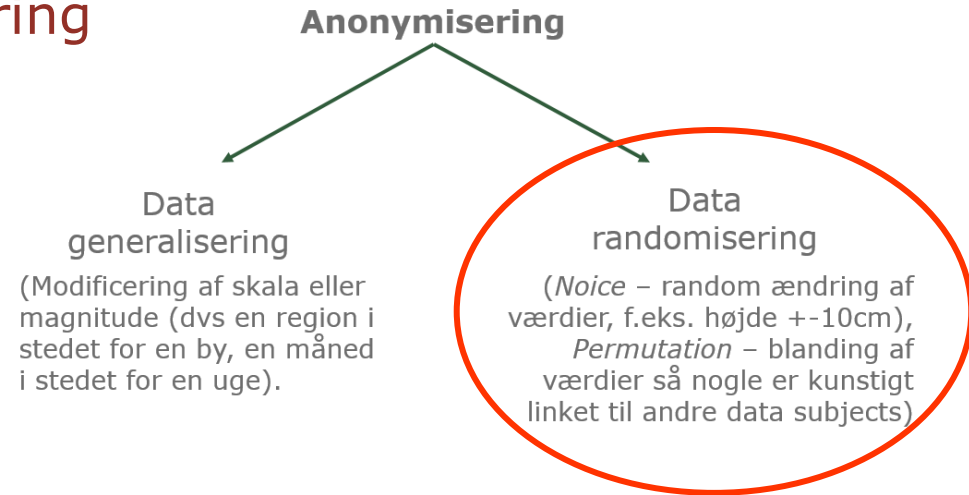 Anonymisering
Data
generalisering
(Modificering af skala eller
magnitude (dvs en region i
stedet for en by, en måned
i stedet for en uge).
Data
randomisering
(Noice – random ændring af
værdier, f.eks. højde +-10cm),
Permutation – blanding af
værdier så nogle er kunstigt
linket til andre data subjects)